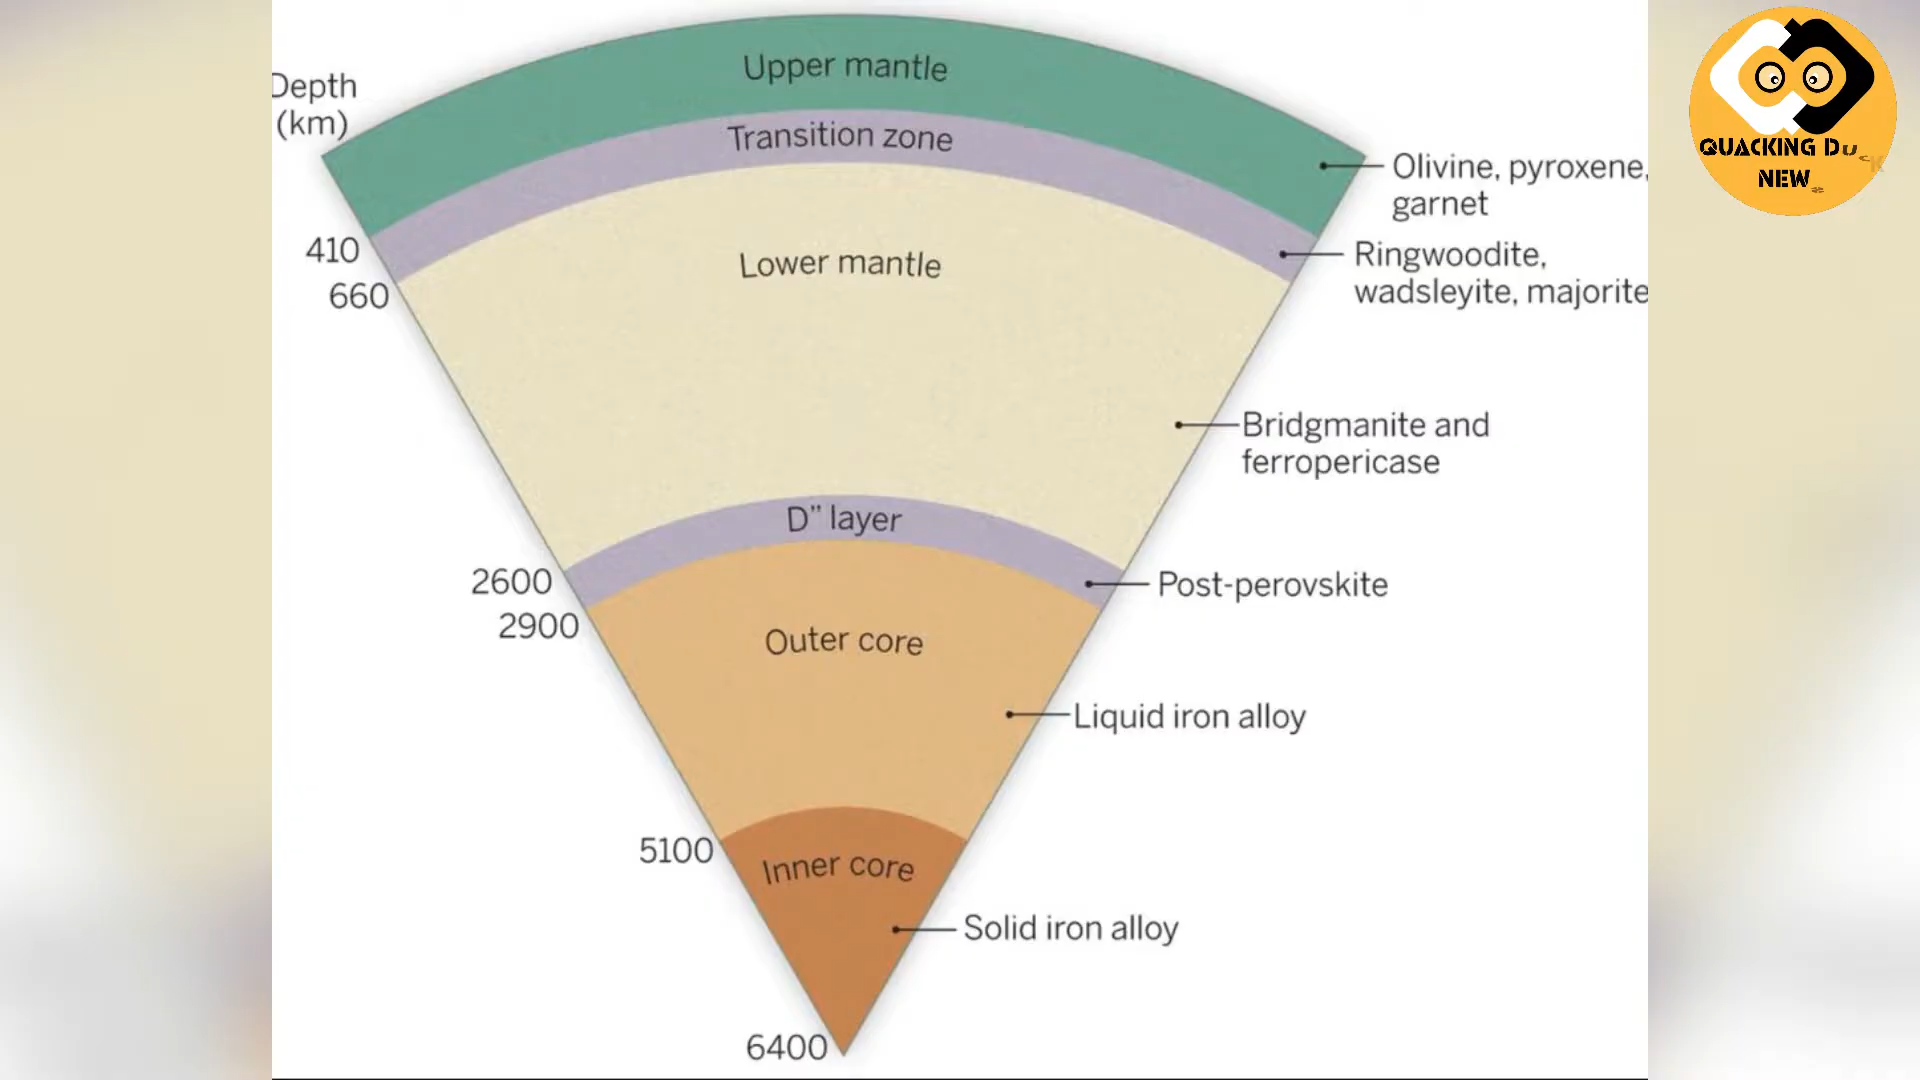 Upper mantle
Depth
(km)
Transition zone
Olivine, pyroxene,
garnet
410
Ringwoodite,
wadsleyite, majorite
660
Lower mantle
Bridgmanite and
ferropericase
D” layer
2600
Post-perovskite
2900
Outer core
Liquid iron alloy
5100
Inner core
Solid iron alloy
6400
QUACKING DUCK
NEW